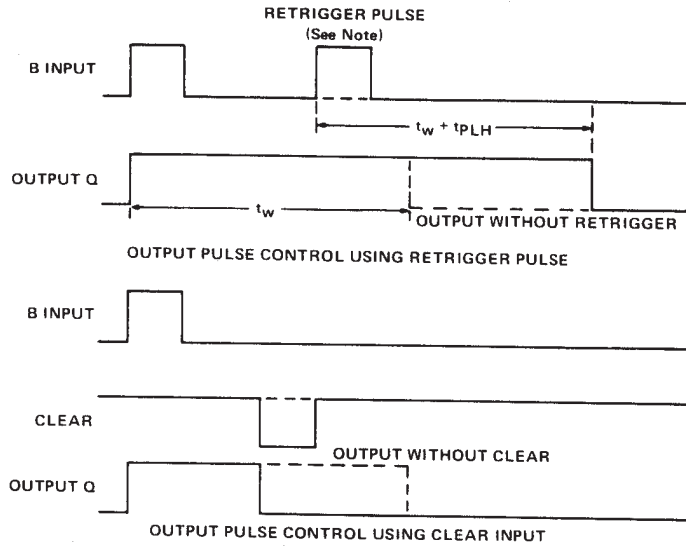 RETRIGGER PULSE
(See Note)
B INPUT
tw + tPLH
OUTPUT Q
tw
OUTPUT WITHOUT RETRIGGER
OUTPUT PULSE CONTROL USING RETRIGGER PULSE
B INPUT
CLEAR
OUTPUT WITHOUT CLEAR
OUTPUT Q
OUTPUT PULSE CONTROL USING CLEAR INPUT